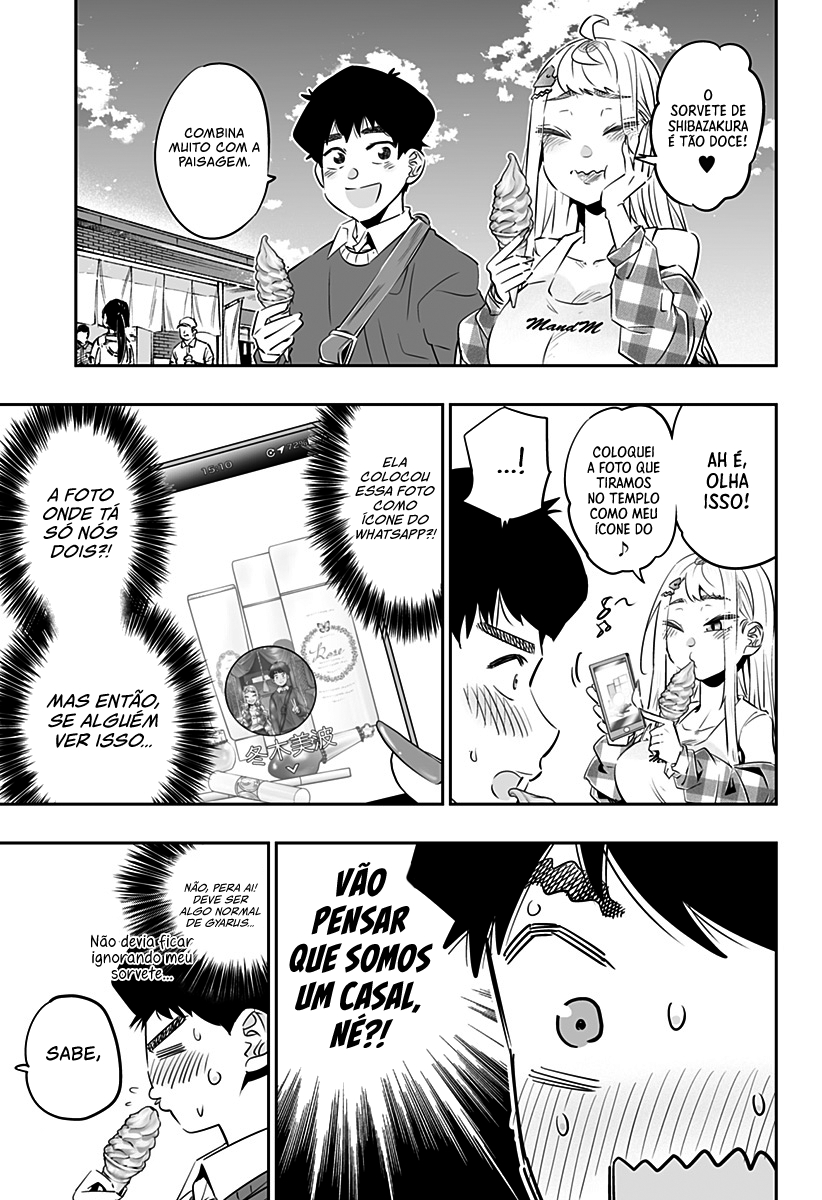 O
SORVETE DE
SHIBAZAKURA
É TÃO DOCE!
♥
COMBINA
MUITO COM A
PAISAGEM.
MandM
AH É,
OLHA
ISSO!
COLOQUEI
A FOTO QUE
TIRAMOS
NO TEMPLO
COMO MEU
ÍCONE DO
♪
...!
ELA
COLOCOU
ESSA FOTO
COMO
ÍCONE DO
WHATSAPP?!
15:10
72%
A FOTO
ONDE TÁ
SÓ NÓS
DOIS?!
Rose
冬木美波
MAS ENTÃO,
SE ALGUÉM
VER ISSO...
VÃO
PENSAR
QUE SOMOS
UM CASAL,
NÉ?!
NÃO, PERA AI!
DEVE SER
ALGO NORMAL
DE GYARUS...
Não devia ficar
ignorando meu
sorvete...
SABE,